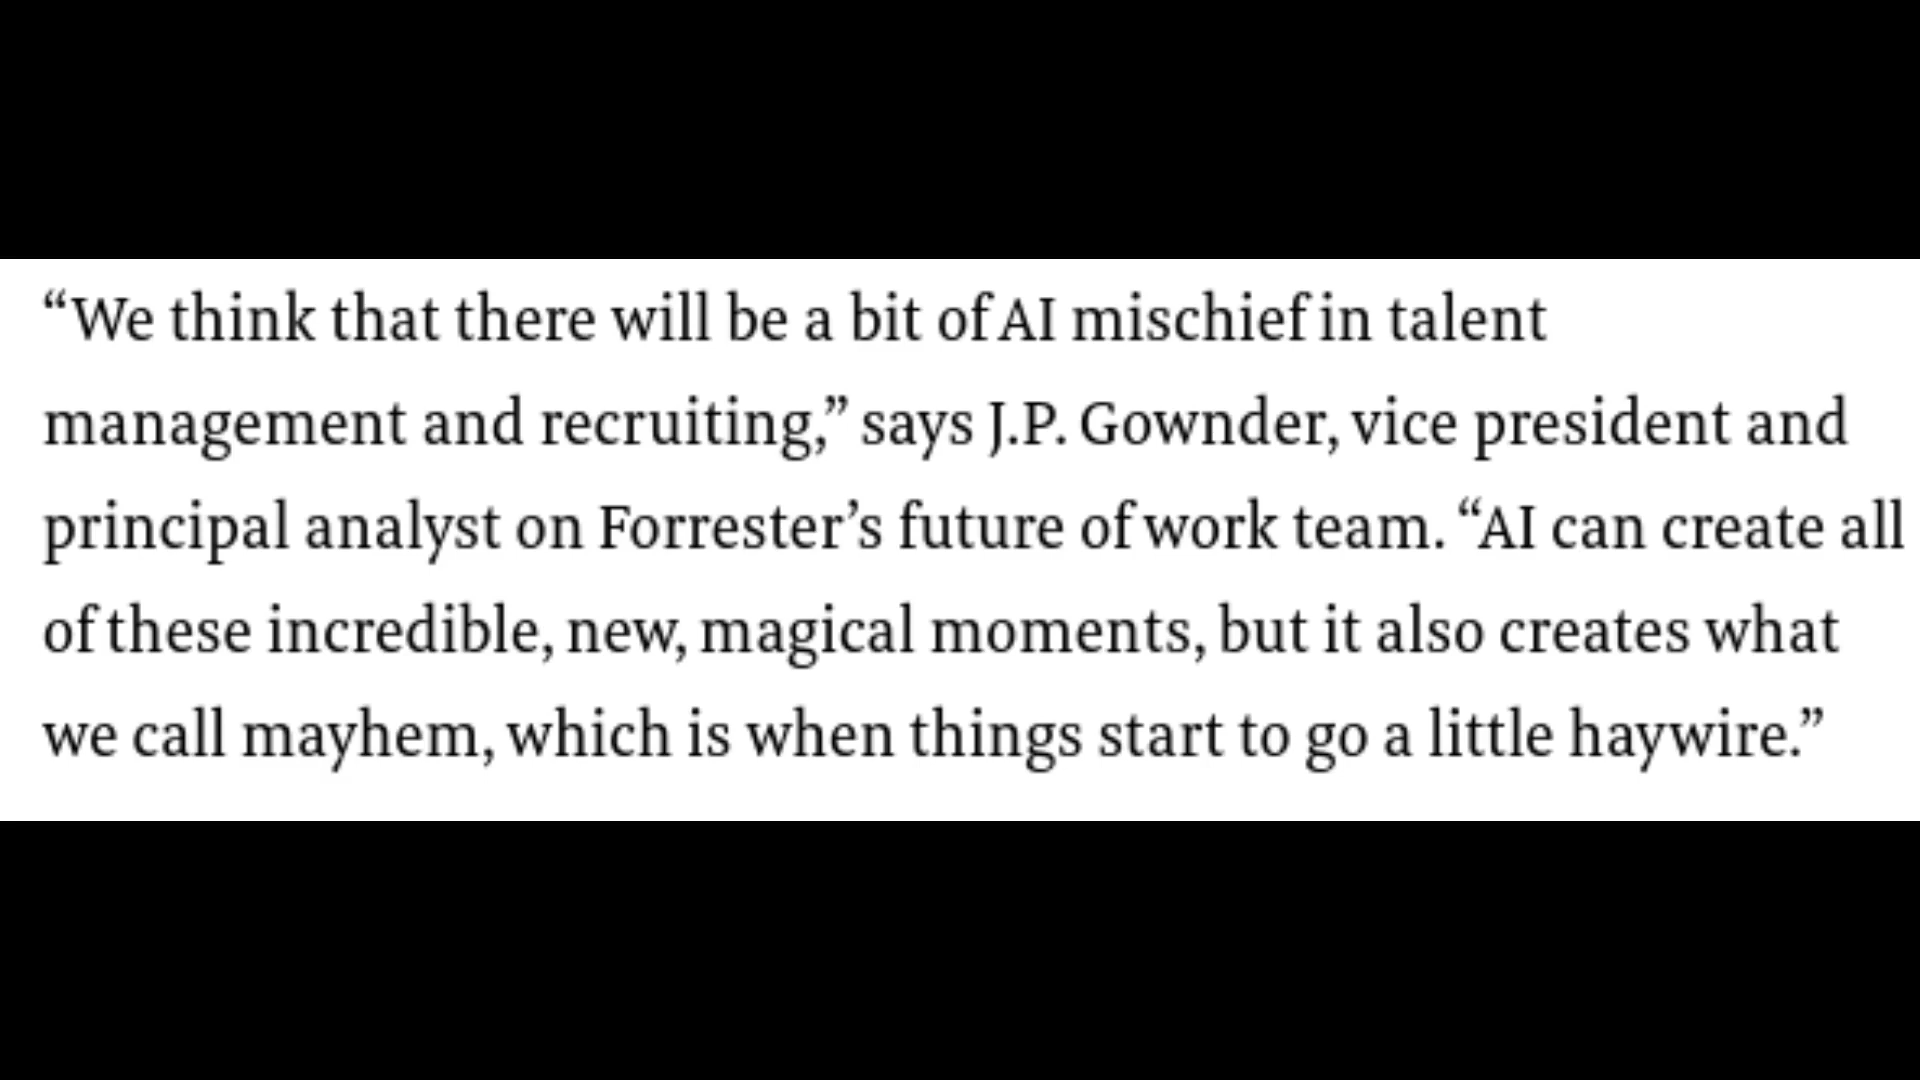 “We think that there will be a bit of AI mischief in talent
management and recruiting,” says J.P. Gownder, vice president and
principal analyst on Forrester’s future of work team. “AI can create all
of these incredible, new, magical moments, but it also creates what
we call mayhem, which is when things start to go a little haywire.”